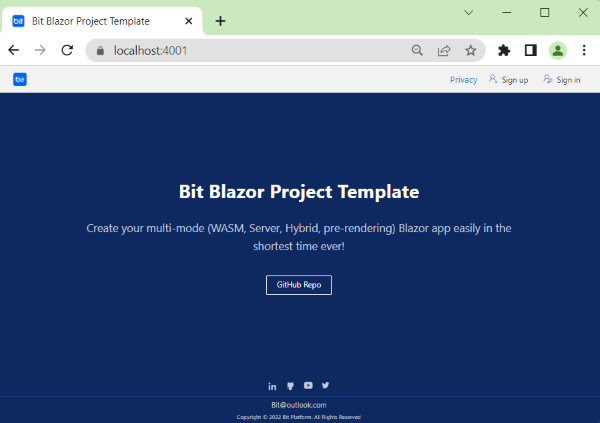 bit Bit Blazor Project Template
localhost:4001
bit Privacy Sign up Sign in
Bit Blazor Project Template
Create your multi-mode (WASM, Server, Hybrid, pre-rendering) Blazor app easily in the
shortest time ever!
GitHub Repo
in
Bit@outlook.com
Copyright © 2022 Bit Platform. All Rights Reserved